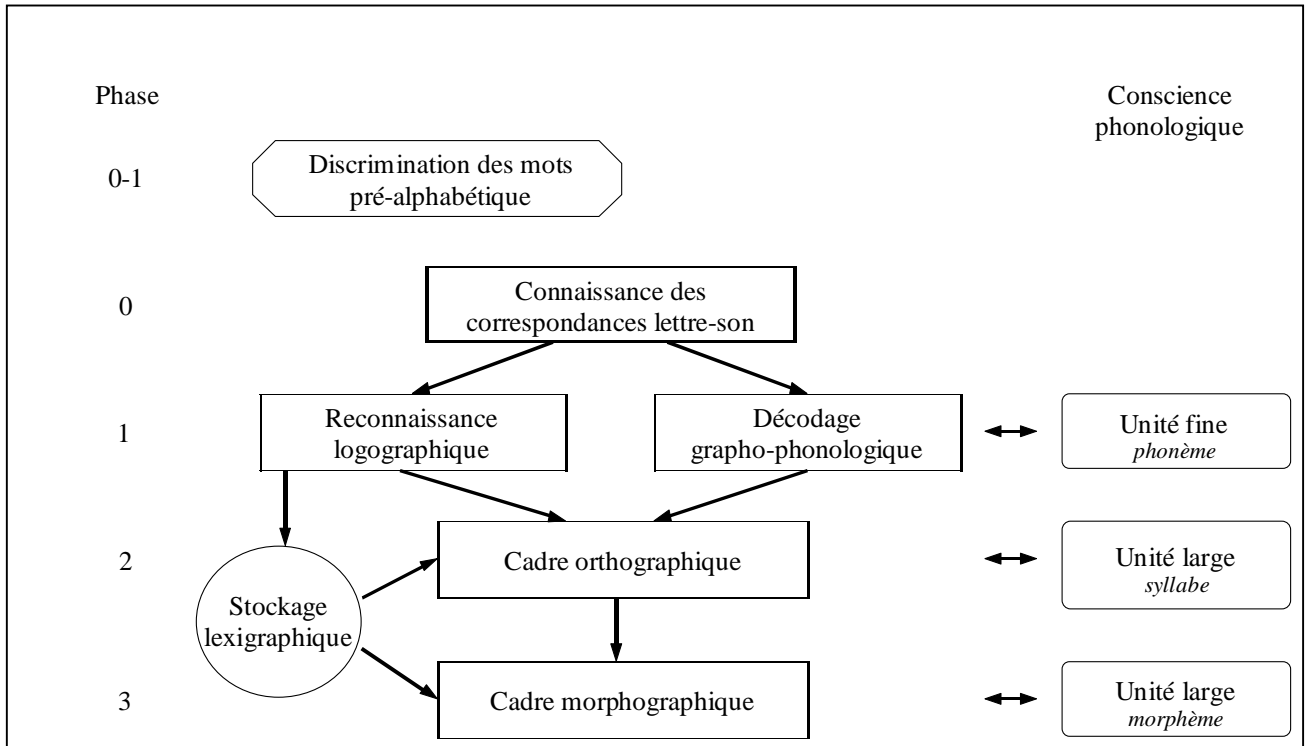 Phase
Conscience
phonologique
0-1
Discrimination des mots
pré-alphabétique
0
Connaissance des
correspondances lettre-son
1
Reconnaissance
logographique
Décodage
grapho-phonologique
Unité fine
phonème
2
Stockage
lexigraphique
Cadre orthographique
Unité large
syllabe
3
Cadre morphographique
Unité large
morphème